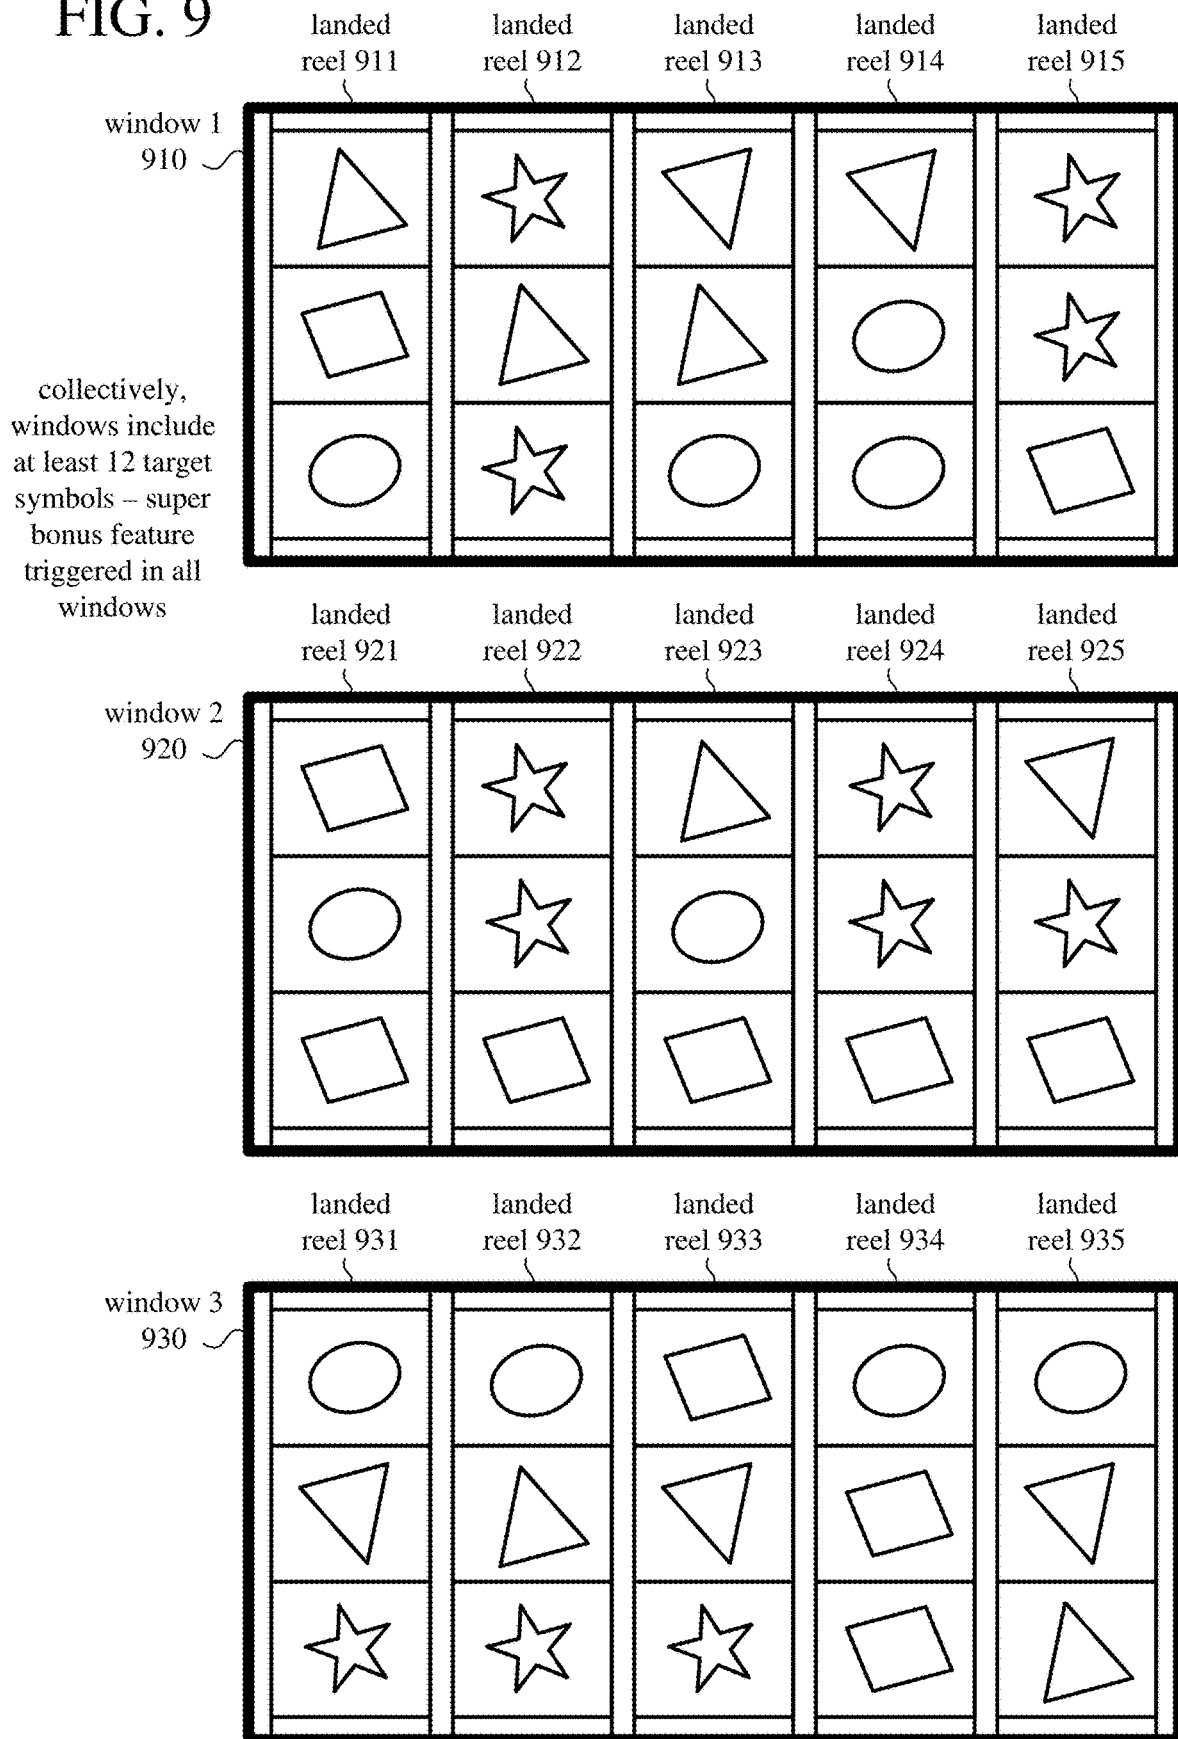 FIG. 9
landed landed landed landed landed
reel 911 reel 912 reel 913 reel 914 reel 915
window 1
910
collectively,
windows include
at least 12 target
symbols – super
bonus feature
triggered in all
windows
landed landed landed landed landed
reel 921 reel 922 reel 923 reel 924 reel 925
window 2
920
landed landed landed landed landed
reel 931 reel 932 reel 933 reel 934 reel 935
window 3
930